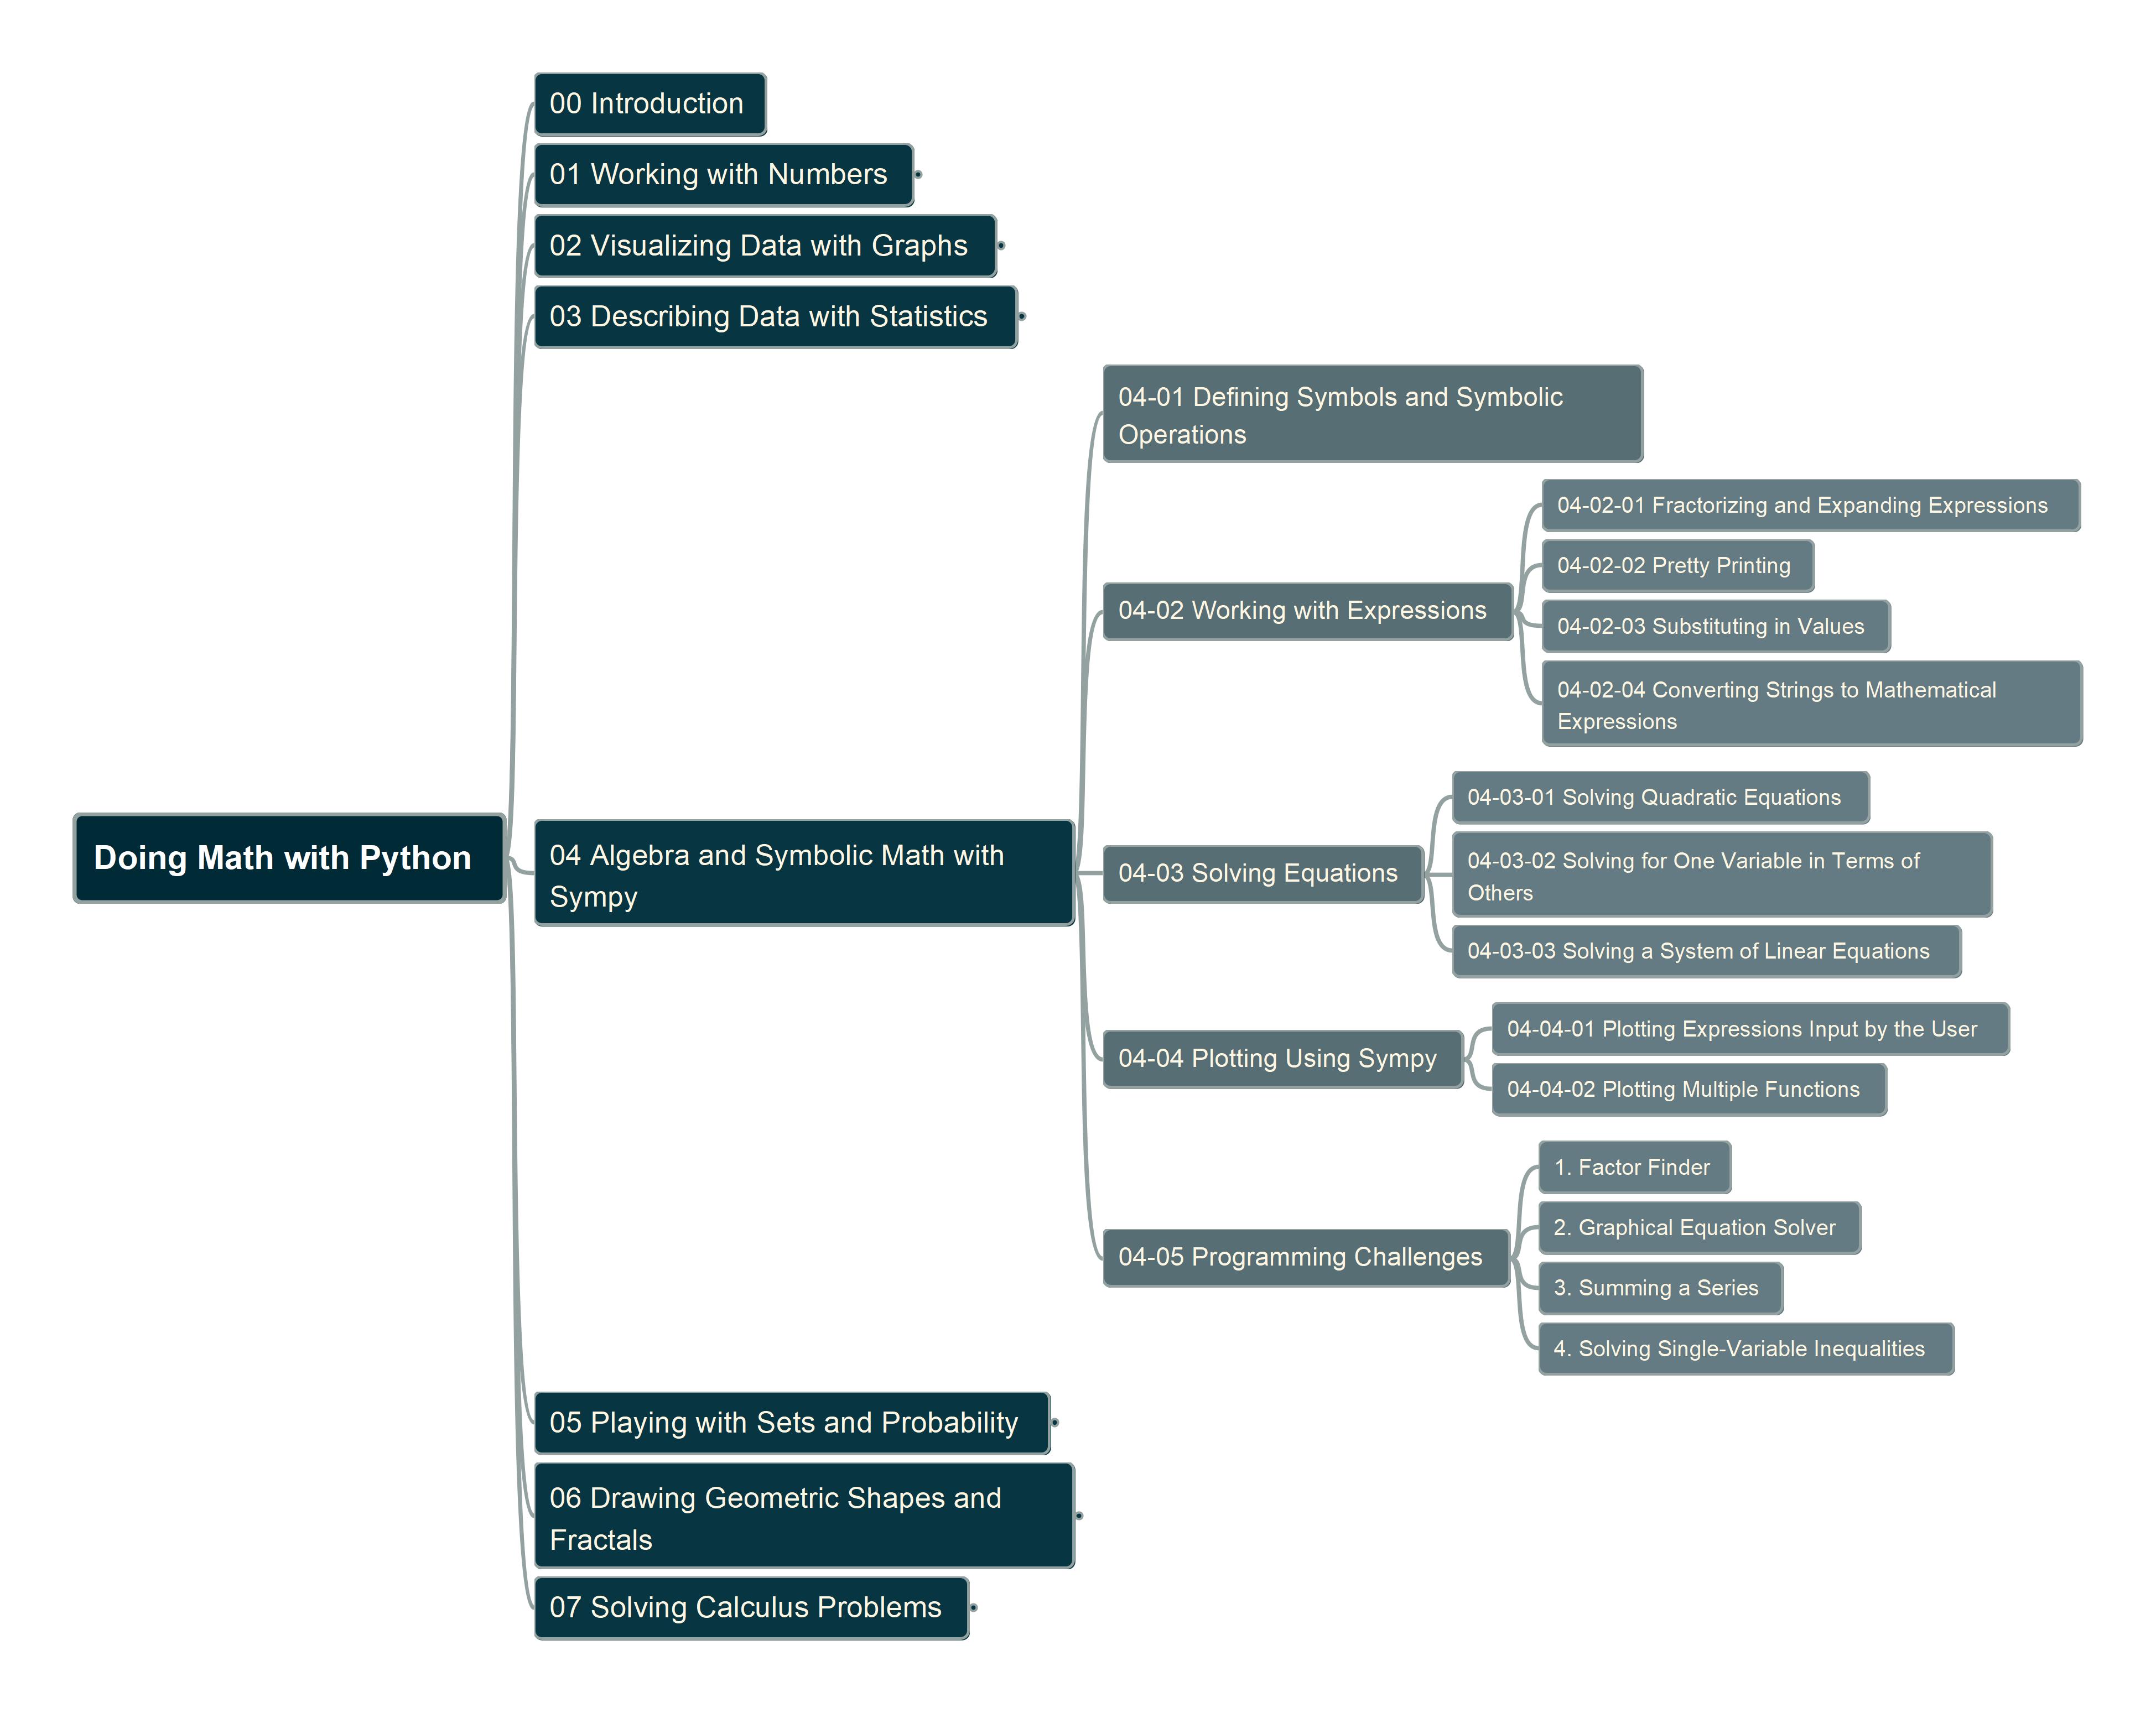 00 Introduction
01 Working with Numbers
02 Visualizing Data with Graphs
03 Describing Data with Statistics
04-01 Defining Symbols and Symbolic
Operations
04-02-01 Fractorizing and Expanding Expressions
04-02-02 Pretty Printing
04-02 Working with Expressions
04-02-03 Substituting in Values
04-02-04 Converting Strings to Mathematical
Expressions
Doing Math with Python
04 Algebra and Symbolic Math with
Sympy
04-03 Solving Equations
04-03-01 Solving Quadratic Equations
04-03-02 Solving for One Variable in Terms of
Others
04-03-03 Solving a System of Linear Equations
04-04 Plotting Using Sympy
04-04-01 Plotting Expressions Input by the User
04-04-02 Plotting Multiple Functions
04-05 Programming Challenges
1. Factor Finder
2. Graphical Equation Solver
3. Summing a Series
4. Solving Single-Variable Inequalities
05 Playing with Sets and Probability
06 Drawing Geometric Shapes and
Fractals
07 Solving Calculus Problems